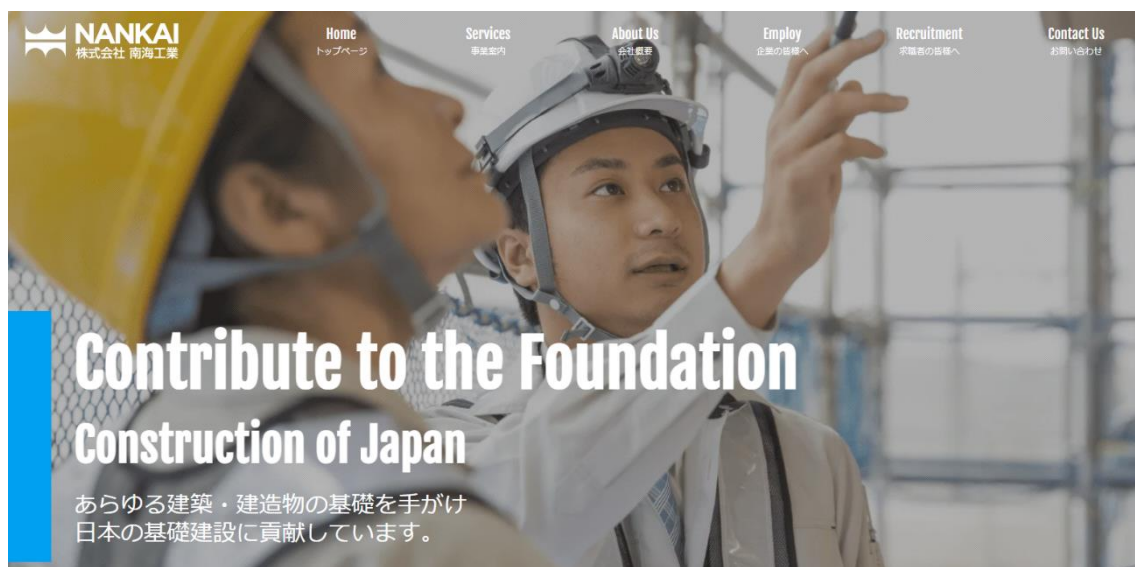 NANKAI
株式会社 南海工業
Home
トップページ
Services
事業案内
About Us
会社概要
Employ
企業の皆様へ
Recruitment
求職者の皆様へ
Contact Us
お問い合わせ
Contribute to the Foundation
Construction of Japan
あらゆる建築・建造物の基礎を手がけ
日本の基礎建設に貢献しています。